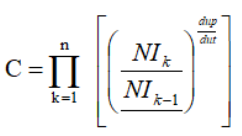 C = ∏_{k=1}^{n} [ ( NI_k / NI_{k-1} )^{dup/dut} ]